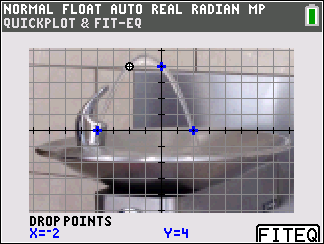 NORMAL FLOAT AUTO REAL RADIAN MP
QUICKPLOT & FIT-EQ
DROP POINTS
X=-2 Y=4
FITEQ